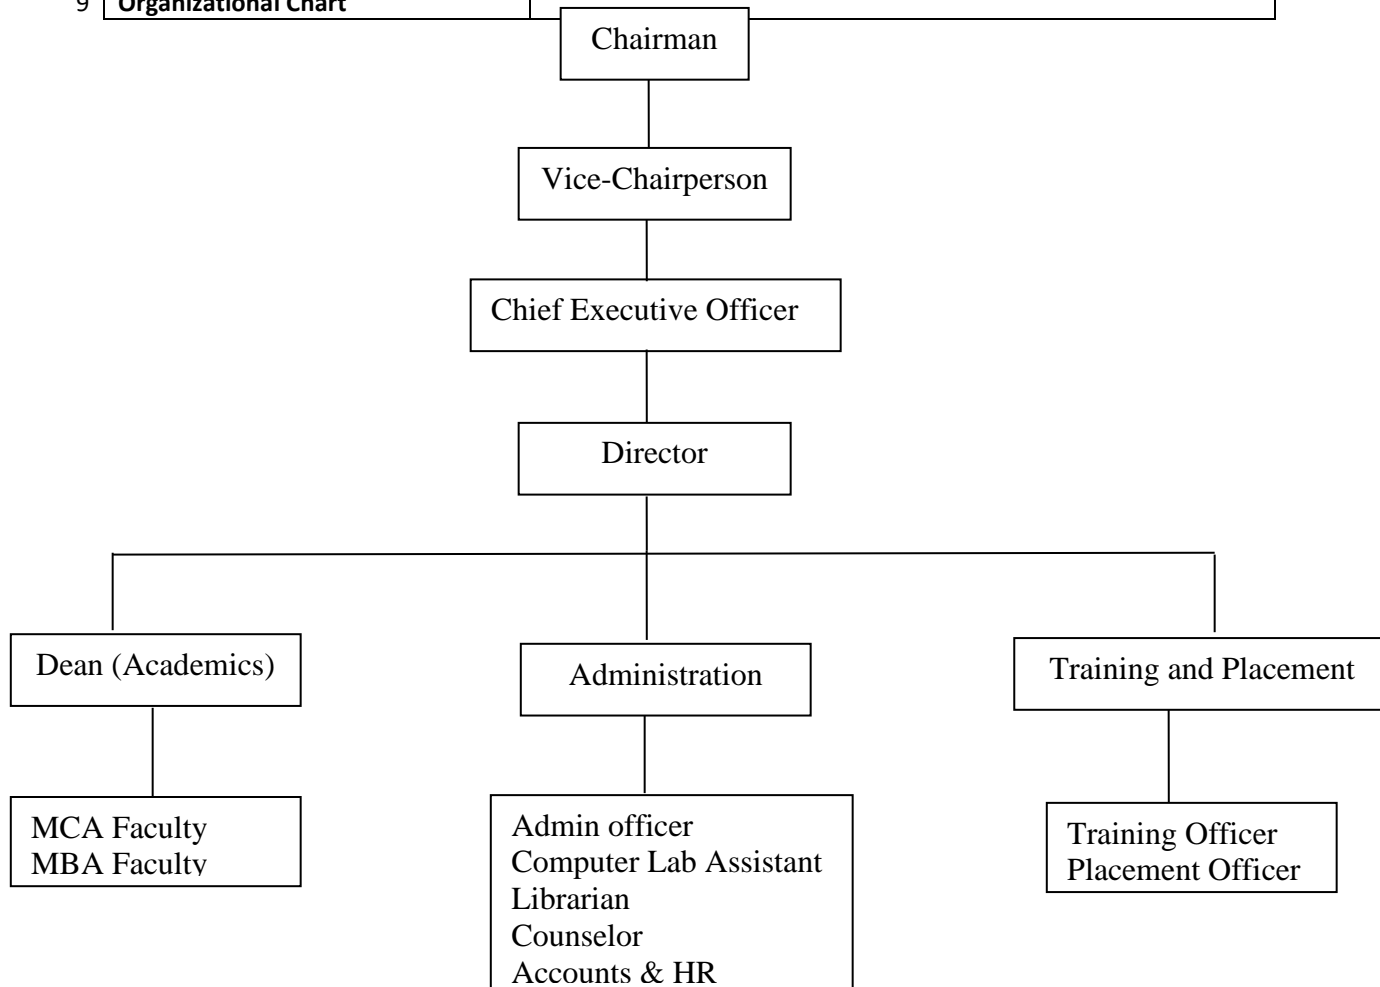 9 Organizational Chart
Chairman
Vice-Chairperson
Chief Executive Officer
Director
Dean (Academics)
Administration
Training and Placement
MCA Faculty
MBA Faculty
Admin officer
Computer Lab Assistant
Librarian
Counselor
Accounts & HR
Training Officer
Placement Officer